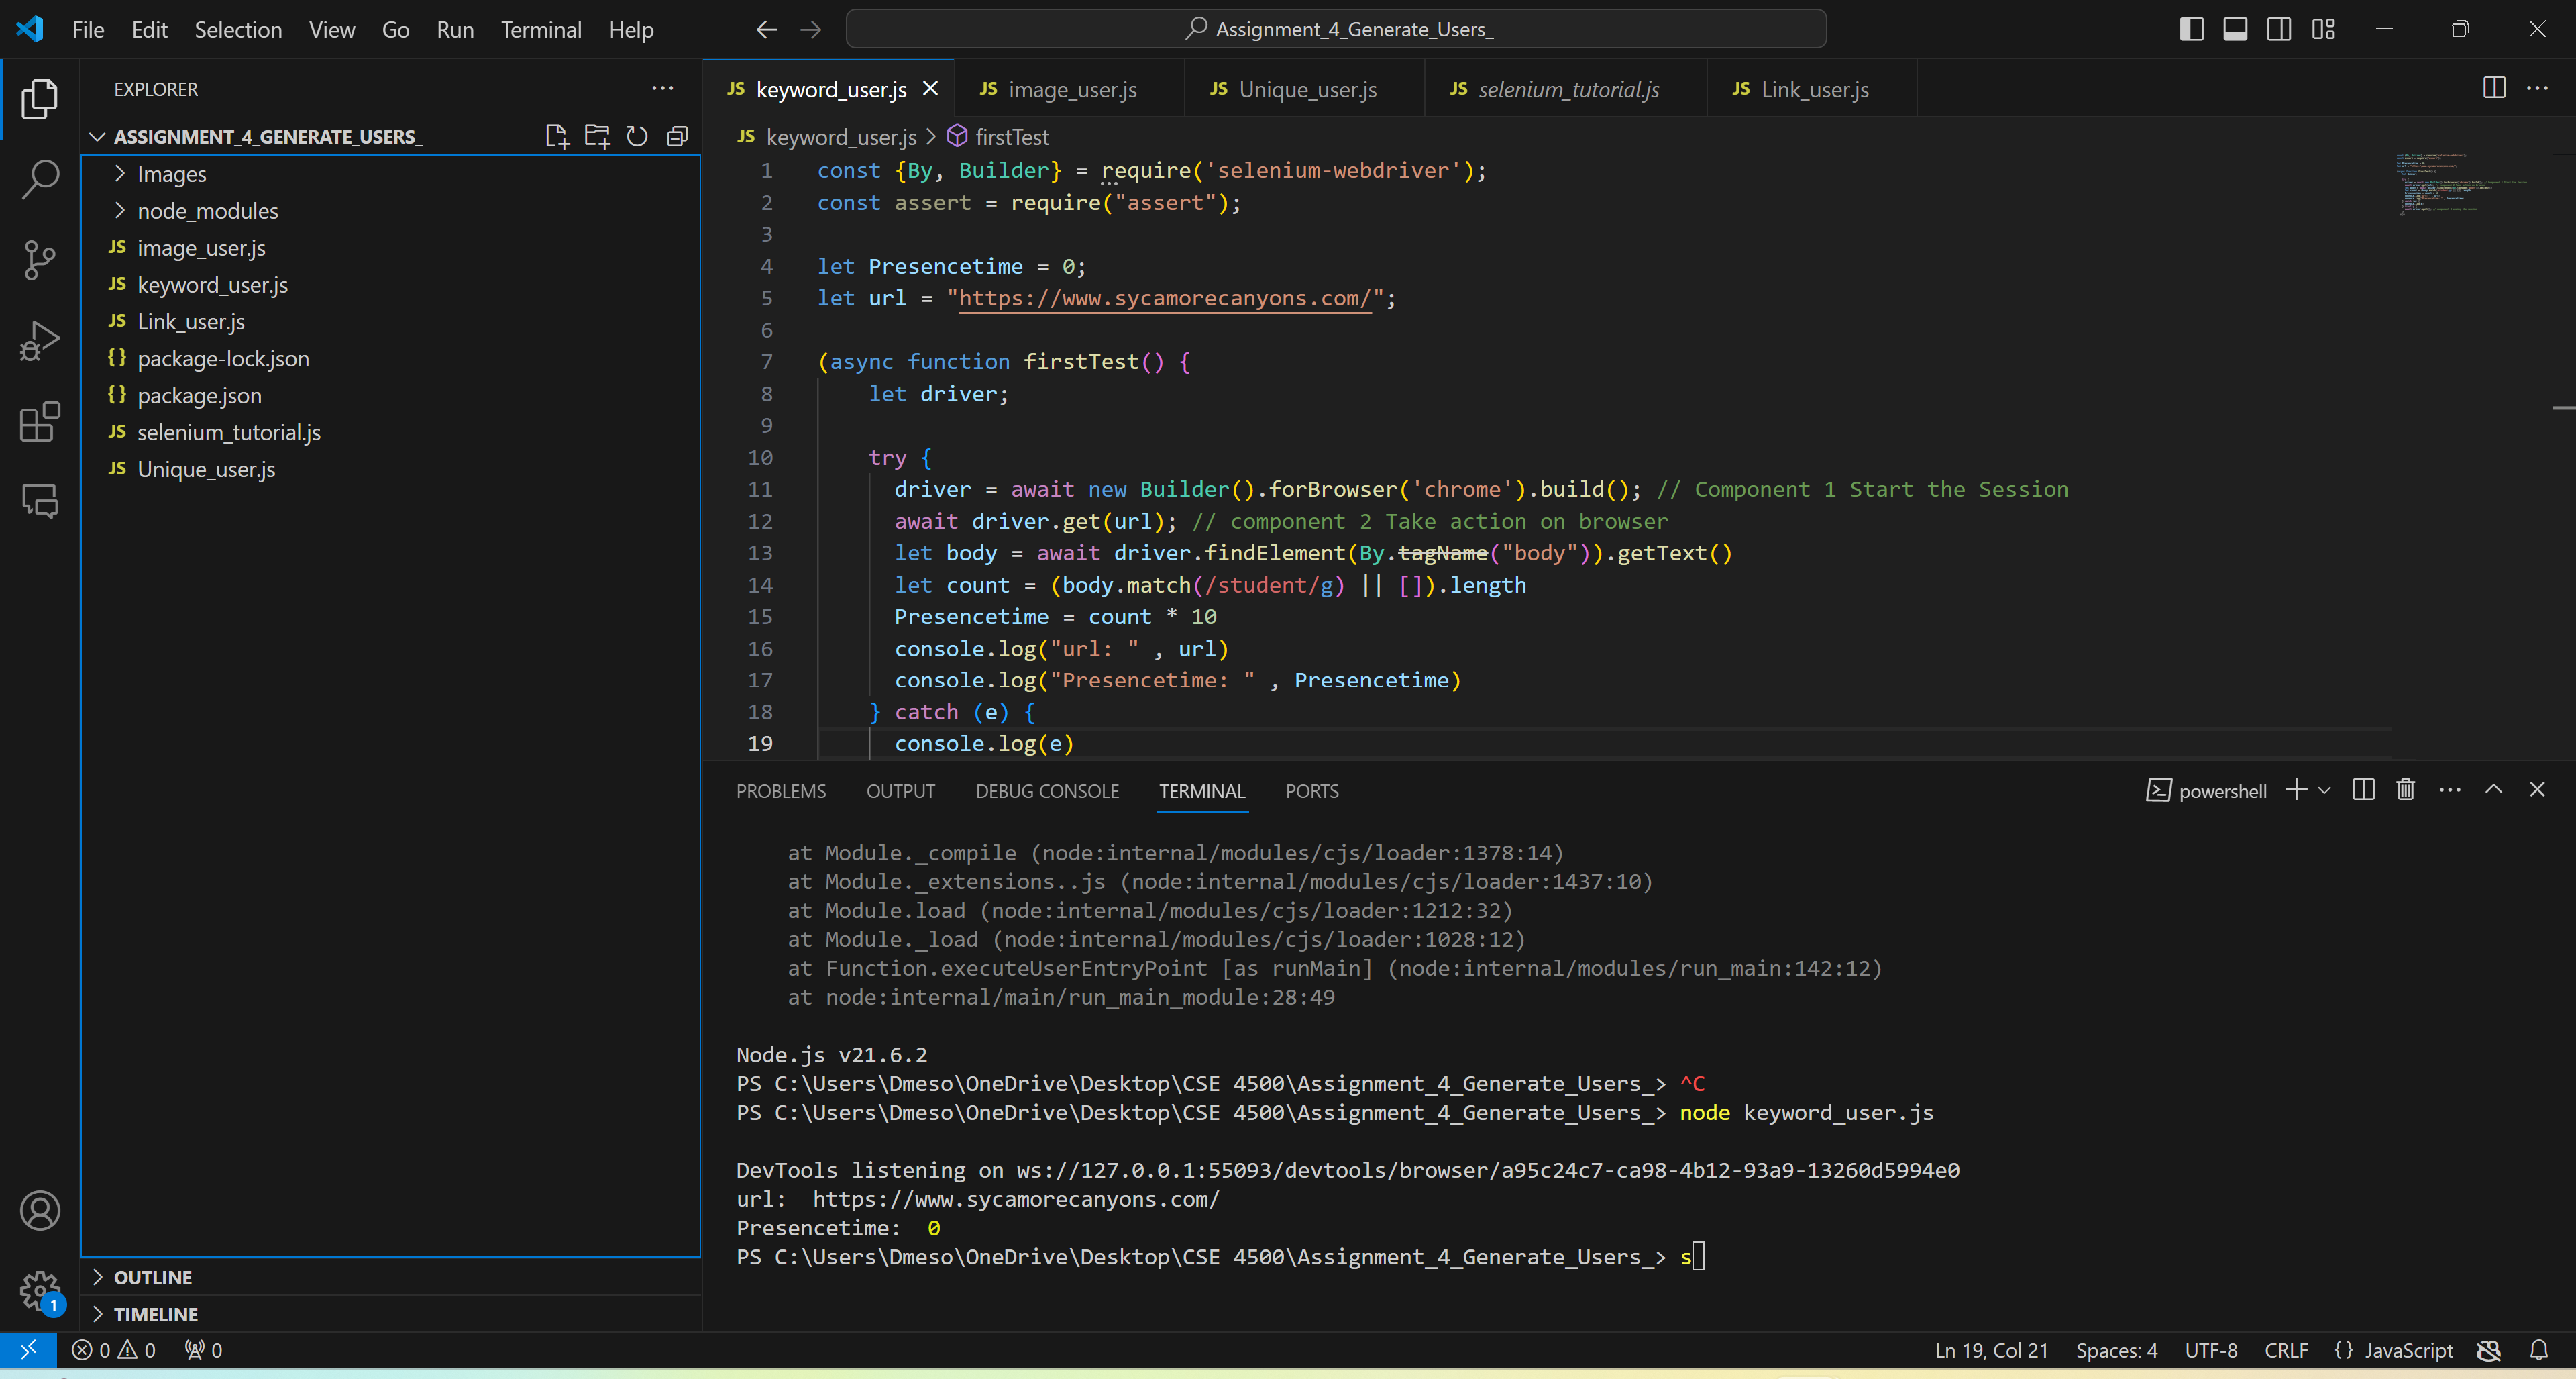 File Edit Selection View Go Run Terminal Help
Assignment_4_Generate_Users_
EXPLORER
ASSIGNMENT_4_GENERATE_USERS_
Images
node_modules
JS image_user.js
JS keyword_user.js
JS Link_user.js
{} package-lock.json
{} package.json
JS selenium_tutorial.js
JS Unique_user.js
OUTLINE
TIMELINE
JS keyword_user.js JS image_user.js JS Unique_user.js JS selenium_tutorial.js JS Link_user.js
JS keyword_user.js > firstTest
1 const {By, Builder} = require('selenium-webdriver');
2 const assert = require("assert");
3
4 let Presencetime = 0;
5 let url = "https://www.sycamorecanyons.com/";
6
7 (async function firstTest() {
8 let driver;
9
10 try {
11 driver = await new Builder().forBrowser('chrome').build(); // Component 1 Start the Session
12 await driver.get(url); // component 2 Take action on browser
13 let body = await driver.findElement(By.tagName("body")).getText()
14 let count = (body.match(/student/g) || []).length
15 Presencetime = count * 10
16 console.log("url: " , url)
17 console.log("Presencetime: " , Presencetime)
18 } catch (e) {
19 console.log(e)
PROBLEMS OUTPUT DEBUG CONSOLE TERMINAL PORTS
powershell
at Module._compile (node:internal/modules/cjs/loader:1378:14)
at Module._extensions..js (node:internal/modules/cjs/loader:1437:10)
at Module.load (node:internal/modules/cjs/loader:1212:32)
at Module._load (node:internal/modules/cjs/loader:1028:12)
at Function.executeUserEntryPoint [as runMain] (node:internal/modules/run_main:142:12)
at node:internal/main/run_main_module:28:49
Node.js v21.6.2
PS C:\Users\Dmeso\OneDrive\Desktop\CSE 4500\Assignment_4_Generate_Users_> ^C
PS C:\Users\Dmeso\OneDrive\Desktop\CSE 4500\Assignment_4_Generate_Users_> node keyword_user.js
DevTools listening on ws://127.0.0.1:55093/devtools/browser/a95c24c7-ca98-4b12-93a9-13260d5994e0
url:  https://www.sycamorecanyons.com/
Presencetime:  0
PS C:\Users\Dmeso\OneDrive\Desktop\CSE 4500\Assignment_4_Generate_Users_> s
1
0 0 0 Ln 19, Col 21 Spaces: 4 UTF-8 CRLF {} JavaScript